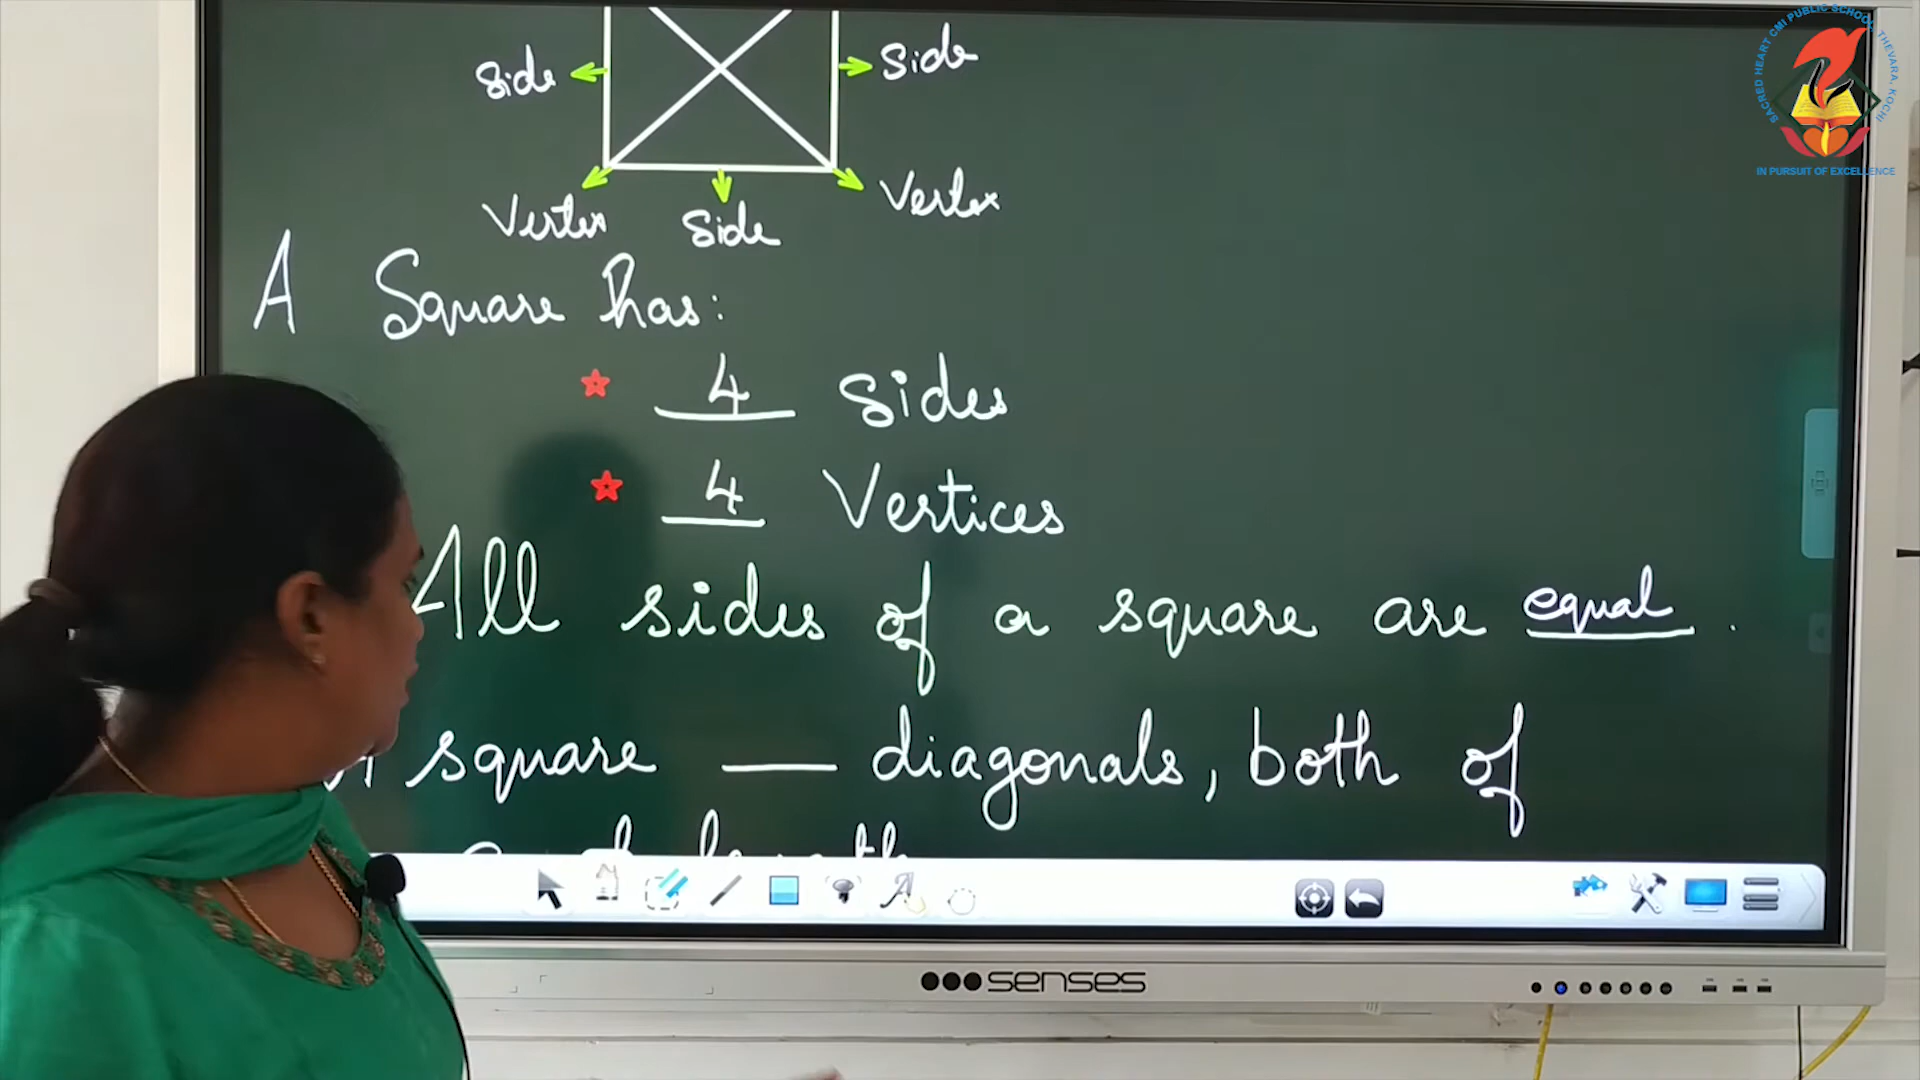 SACRED HEART CMI PUBLIC SCHOOL, THEVARA, KOCHI
IN PURSUIT OF EXCELLENCE
side side
Vertex side Vertex
A Square has:
4 sides
4 Vertices
All sides of a square are equal .
square __ diagonals, both of
senses